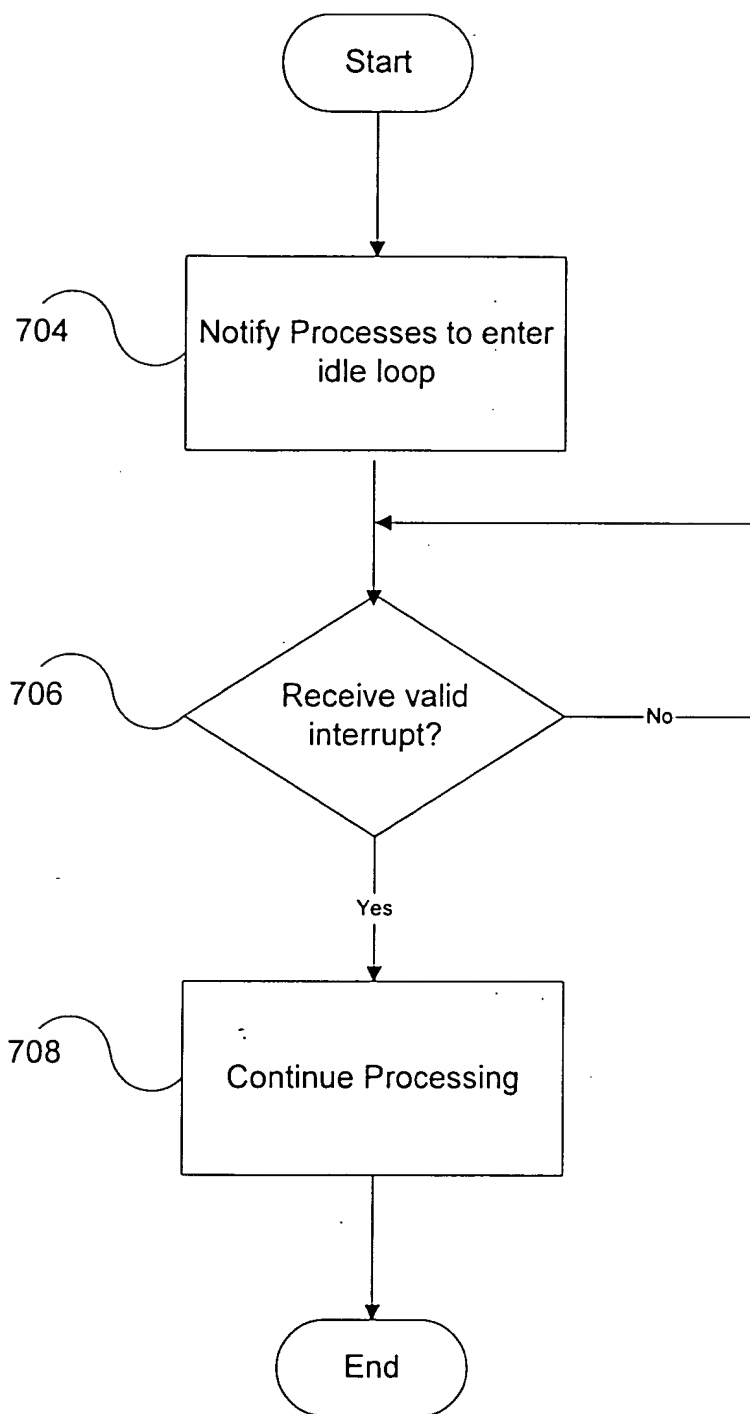 Start
704
Notify Processes to enter
idle loop
706
Receive valid
interrupt?
No
Yes
708
Continue Processing
End